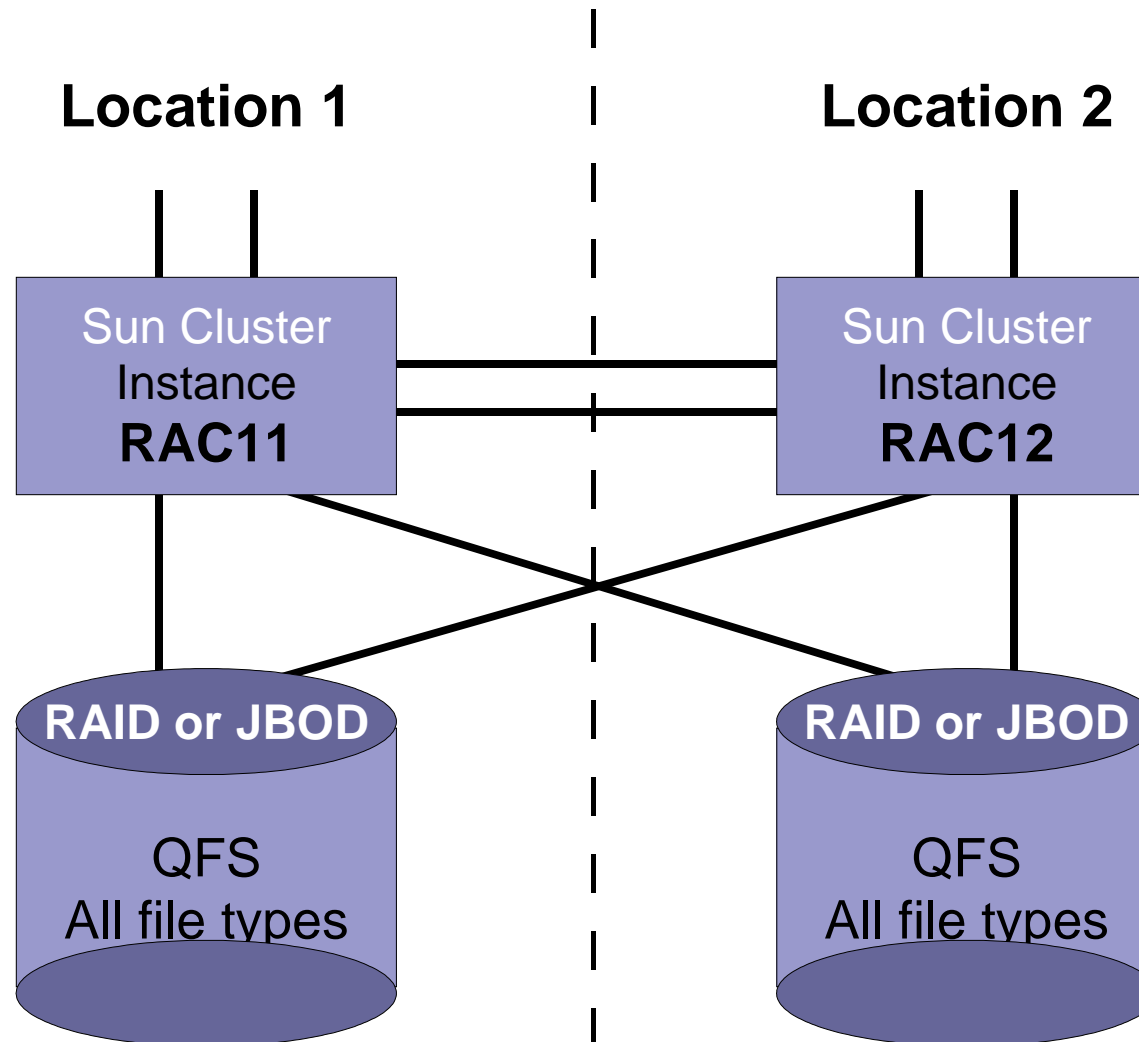 Location 1
Location 2
Sun Cluster
Instance
RAC11
Sun Cluster
Instance
RAC12
RAID or JBOD
QFS
All file types
RAID or JBOD
QFS
All file types